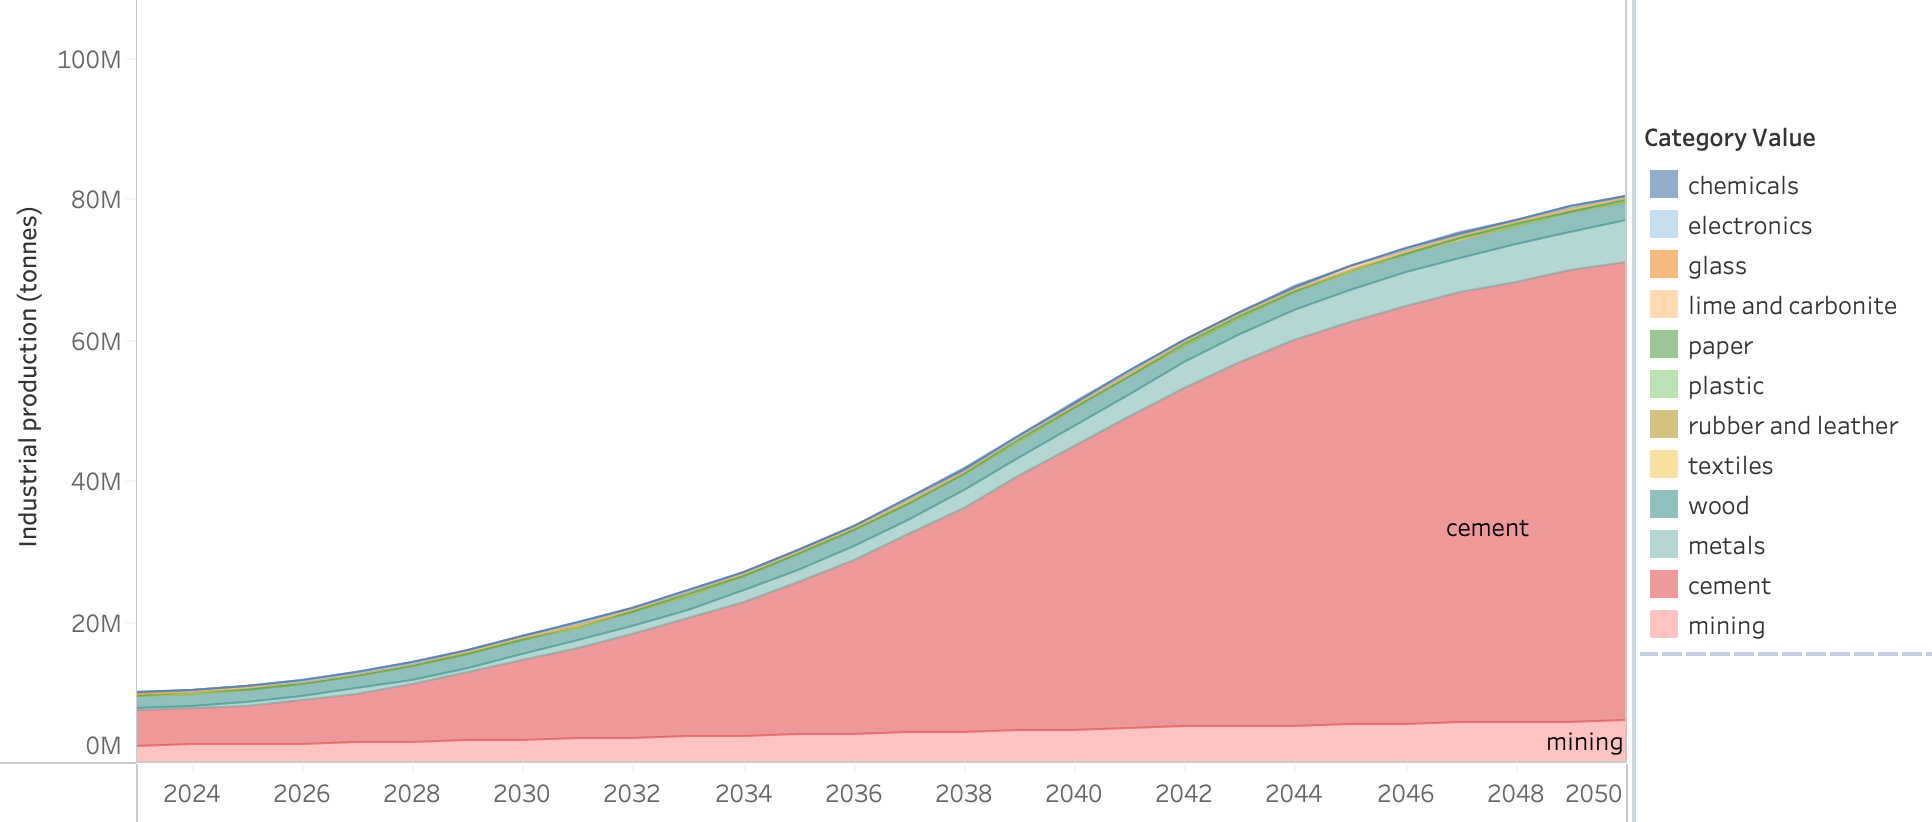 Industrial production (tonnes)
100M
80M
60M
40M
20M
0M
2024 2026 2028 2030 2032 2034 2036 2038 2040 2042 2044 2046 2048 2050
cement
mining
Category Value
chemicals
electronics
glass
lime and carbonite
paper
plastic
rubber and leather
textiles
wood
metals
cement
mining